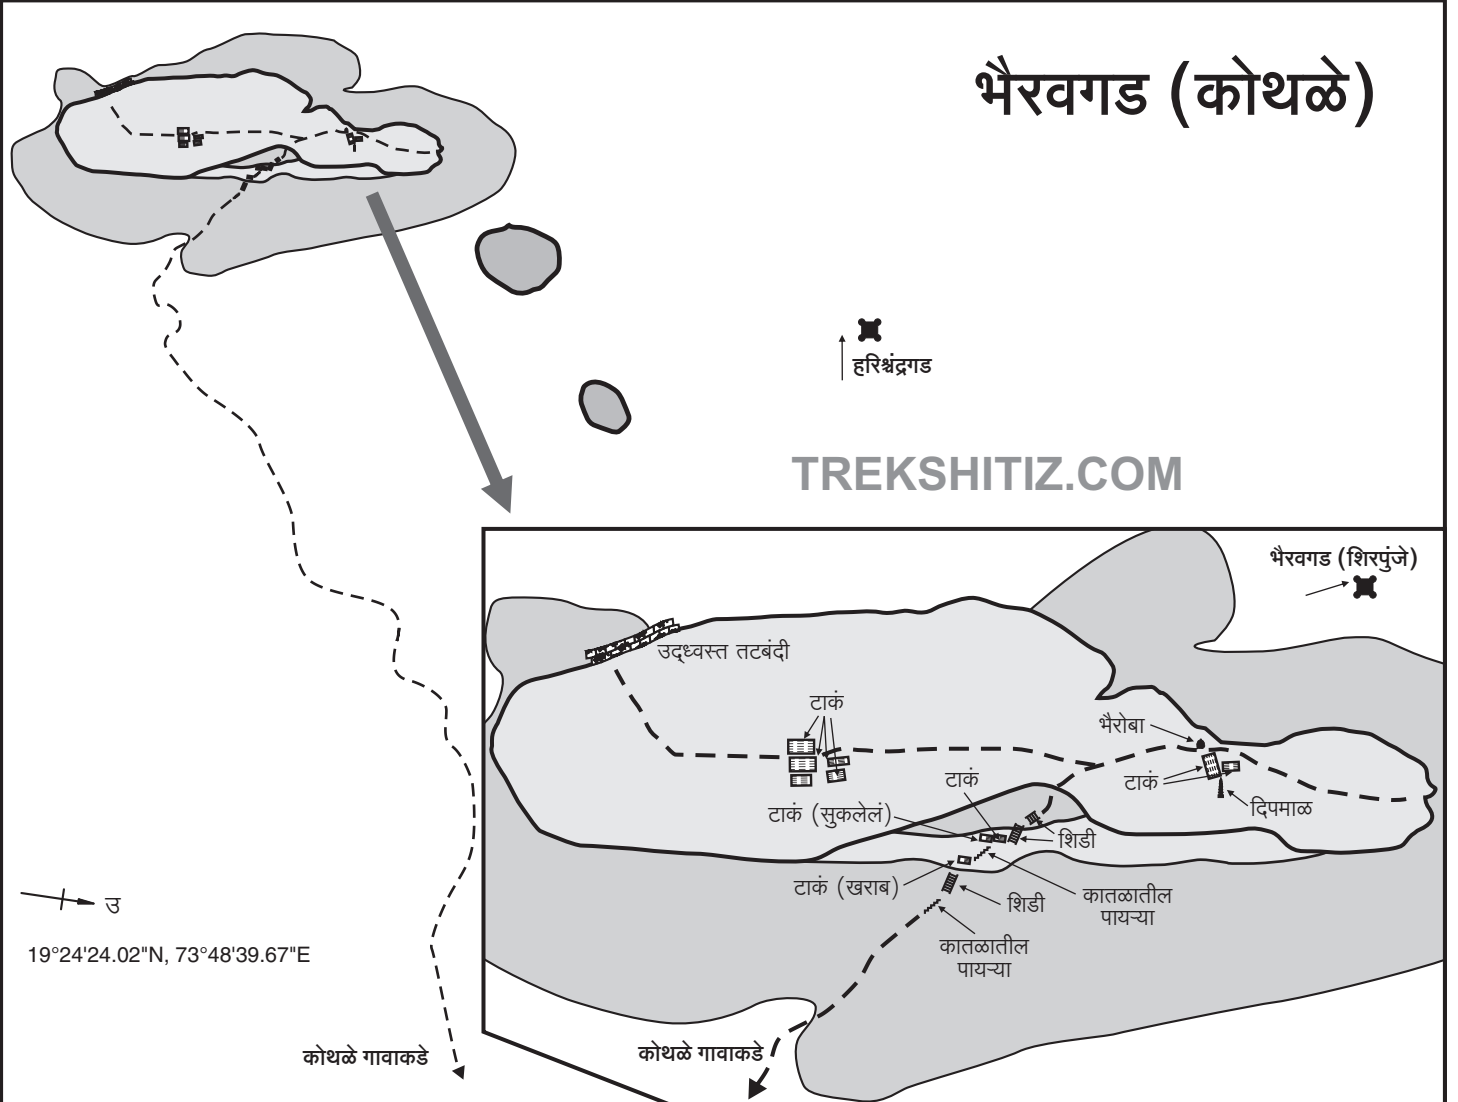 भैरवगड (कोथळे)
हरिश्चंद्रगड
TREKSHITIZ.COM
भैरवगड (शिरपुंजे)
उद्ध्वस्त तटबंदी
टाकं
भैरोबा
टाकं
टाकं
टाकं (सुकलेलं)
दिपमाळ
शिडी
टाकं (खराब)
कातळातील
पायऱ्या
शिडी
कातळातील
पायऱ्या
उ
19°24'24.02"N, 73°48'39.67"E
कोथळे गावाकडे
कोथळे गावाकडे